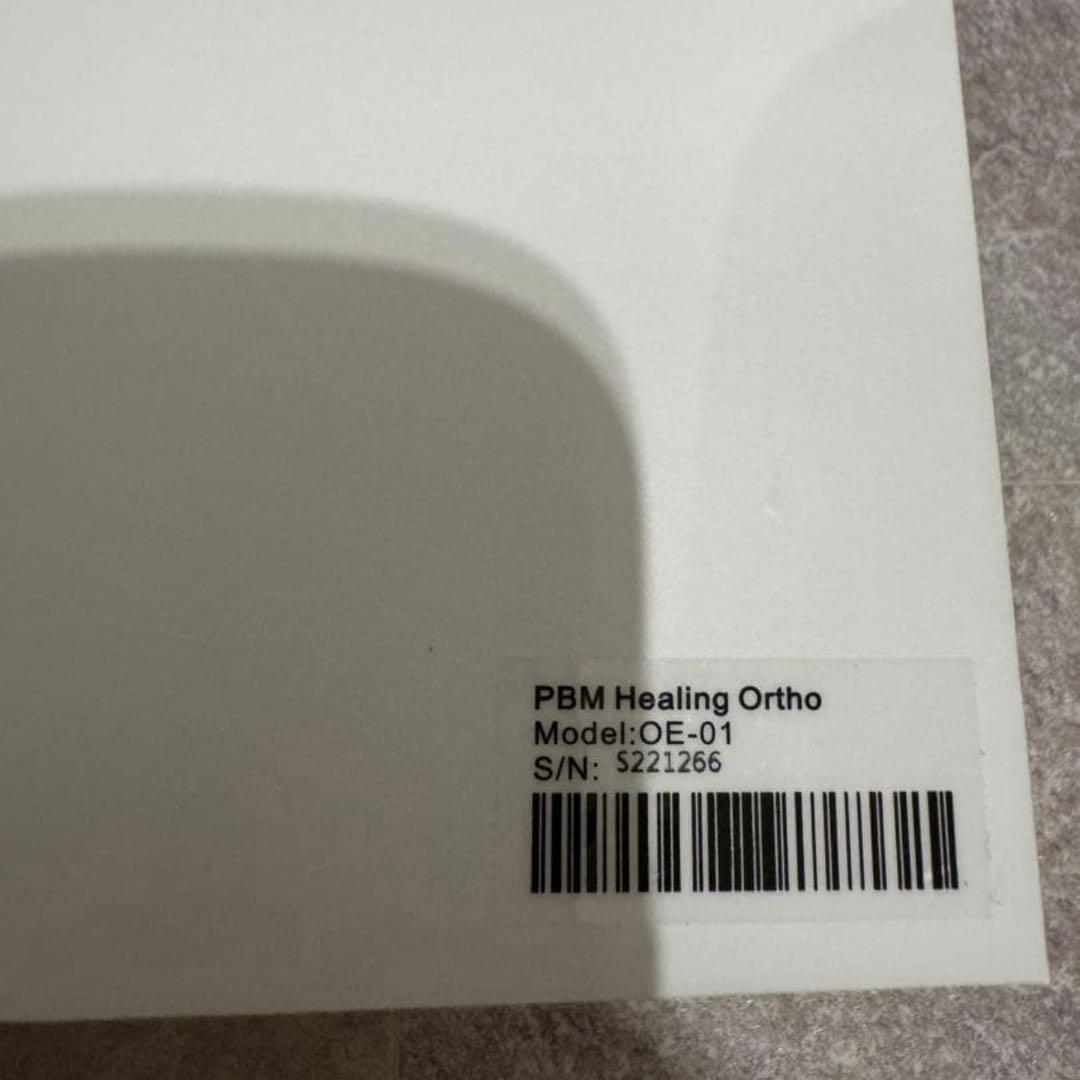 PBM Healing Ortho
Model:OE-01
S/N: S221266